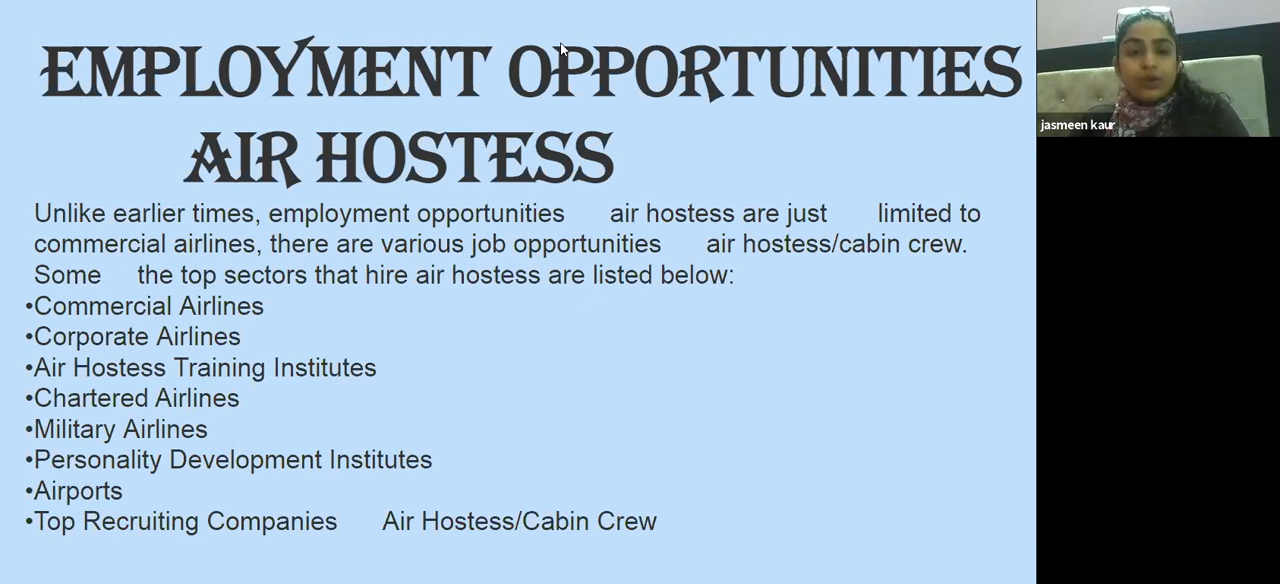 EMPLOYMENT OPPORTUNITIES
AIR HOSTESS
Unlike earlier times, employment opportunities air hostess are just limited to
commercial airlines, there are various job opportunities air hostess/cabin crew.
Some the top sectors that hire air hostess are listed below:
•Commercial Airlines
•Corporate Airlines
•Air Hostess Training Institutes
•Chartered Airlines
•Military Airlines
•Personality Development Institutes
•Airports
•Top Recruiting Companies Air Hostess/Cabin Crew
jasmeen kaur